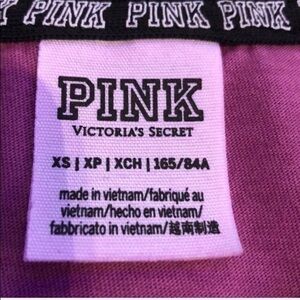 PINK PINK PINK PINK
PINK
VICTORIA'S SECRET
XS | XP | XCH | 165/84A
made in vietnam/fabriqué au
vietnam/hecho en vietnam/
fabbricato in vietnam/越南制造